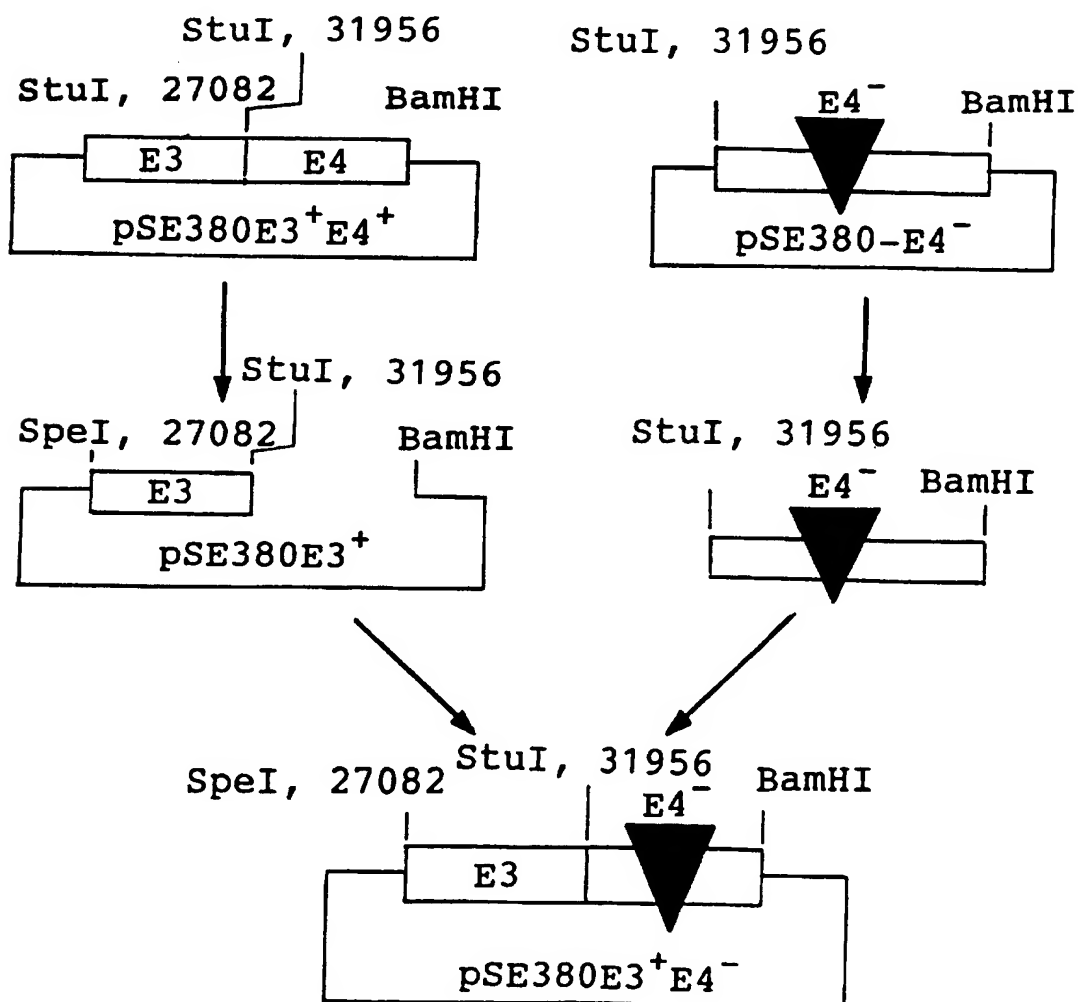 StuI, 31956
StuI, 27082
BamHI
E3
E4
pSE380E3⁺E4⁺
StuI, 31956
E4⁻
BamHI
pSE380-E4⁻
StuI, 31956
SpeI, 27082
BamHI
E3
pSE380E3⁺
StuI, 31956
E4⁻
BamHI
StuI, 31956
SpeI, 27082
BamHI
E4⁻
E3
pSE380E3⁺E4⁻